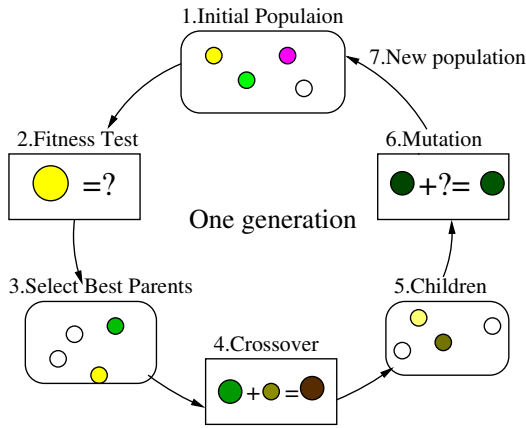 1.Initial Populaion
7.New population
2.Fitness Test
=?
6.Mutation
+?=
One generation
3.Select Best Parents
5.Children
4.Crossover
+ =